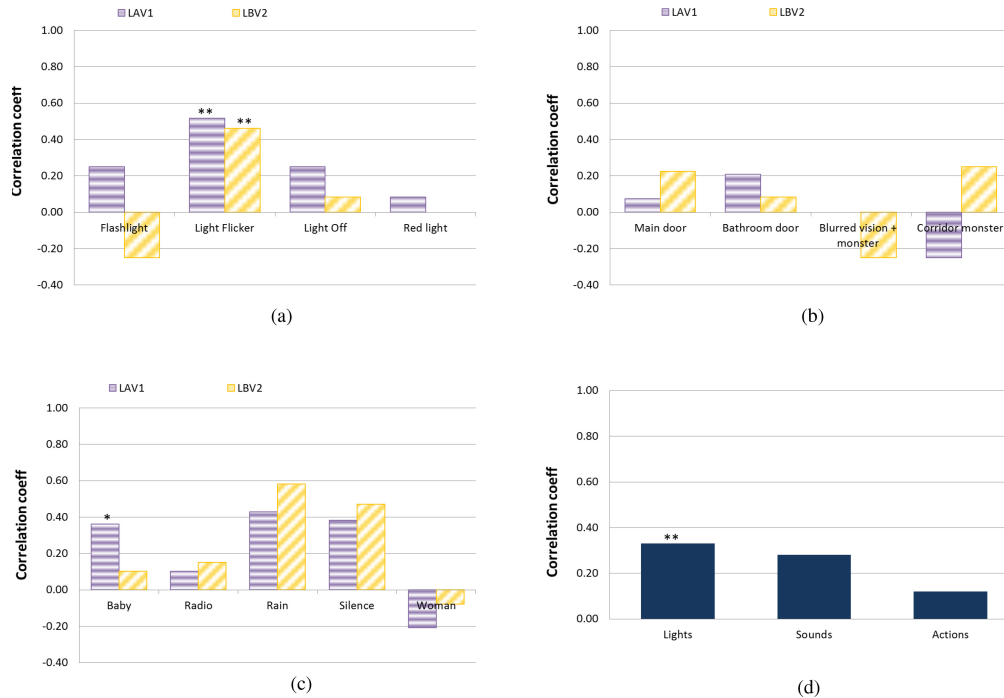 LAV1 LBV2
1.00
0.80
0.60
0.40
0.20
0.00
-0.20
-0.40
Correlation coeff
** **
Flashlight Light Flicker Light Off Red light
(a)
LAV1 LBV2
1.00
0.80
0.60
0.40
0.20
0.00
-0.20
-0.40
Correlation coeff
Main door Bathroom door Blurred vision + Corridor monster
monster
(b)
LAV1 LBV2
1.00
0.80
0.60
0.40
0.20
0.00
-0.20
-0.40
Correlation coeff
*
Baby Radio Rain Silence Woman
(c)
1.00
0.80
0.60
0.40
0.20
0.00
Correlation coeff
**
Lights Sounds Actions
(d)